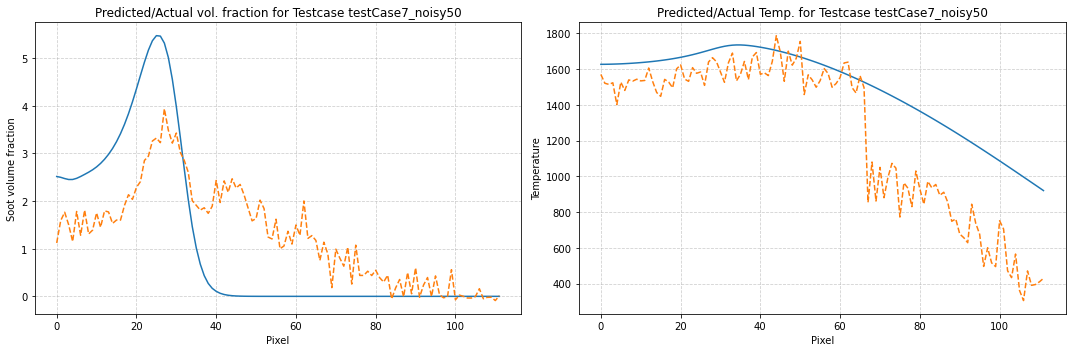 Predicted/Actual vol. fraction for Testcase testCase7_noisy50
Soot volume fraction
5
4
3
2
1
0
0 20 40 60 80 100
Pixel
Predicted/Actual Temp. for Testcase testCase7_noisy50
Temperature
1800
1600
1400
1200
1000
800
600
400
0 20 40 60 80 100
Pixel